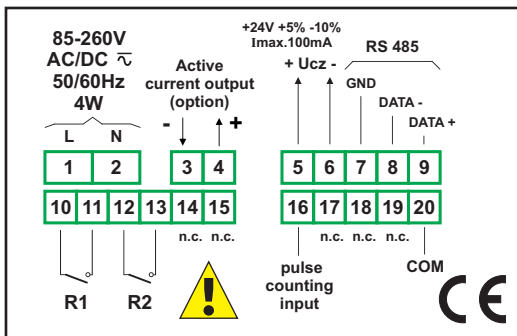 85-260V
AC/DC ⎓∼
50/60Hz
4W
L N
Active
current output
(option)
- +
+24V +5% -10%
Imax.100mA
+ Ucz -
RS 485
GND
DATA -
DATA +
1 2 3 4 5 6 7 8 9
10 11 12 13 14 15 16 17 18 19 20
n.c. n.c. n.c. n.c. n.c.
R1 R2
!
pulse
counting
input
COM
CE